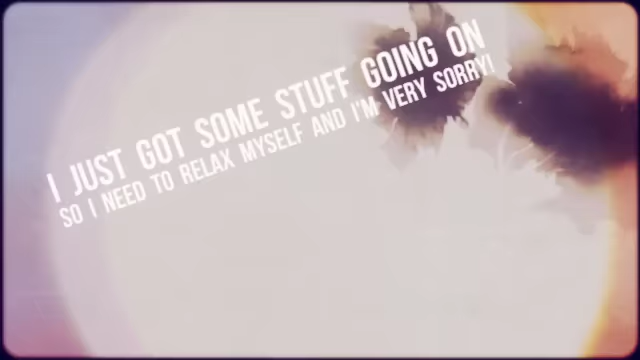 I JUST GOT SOME STUFF GOING ON
SO I NEED TO RELAX MYSELF AND I'M VERY SORRY!